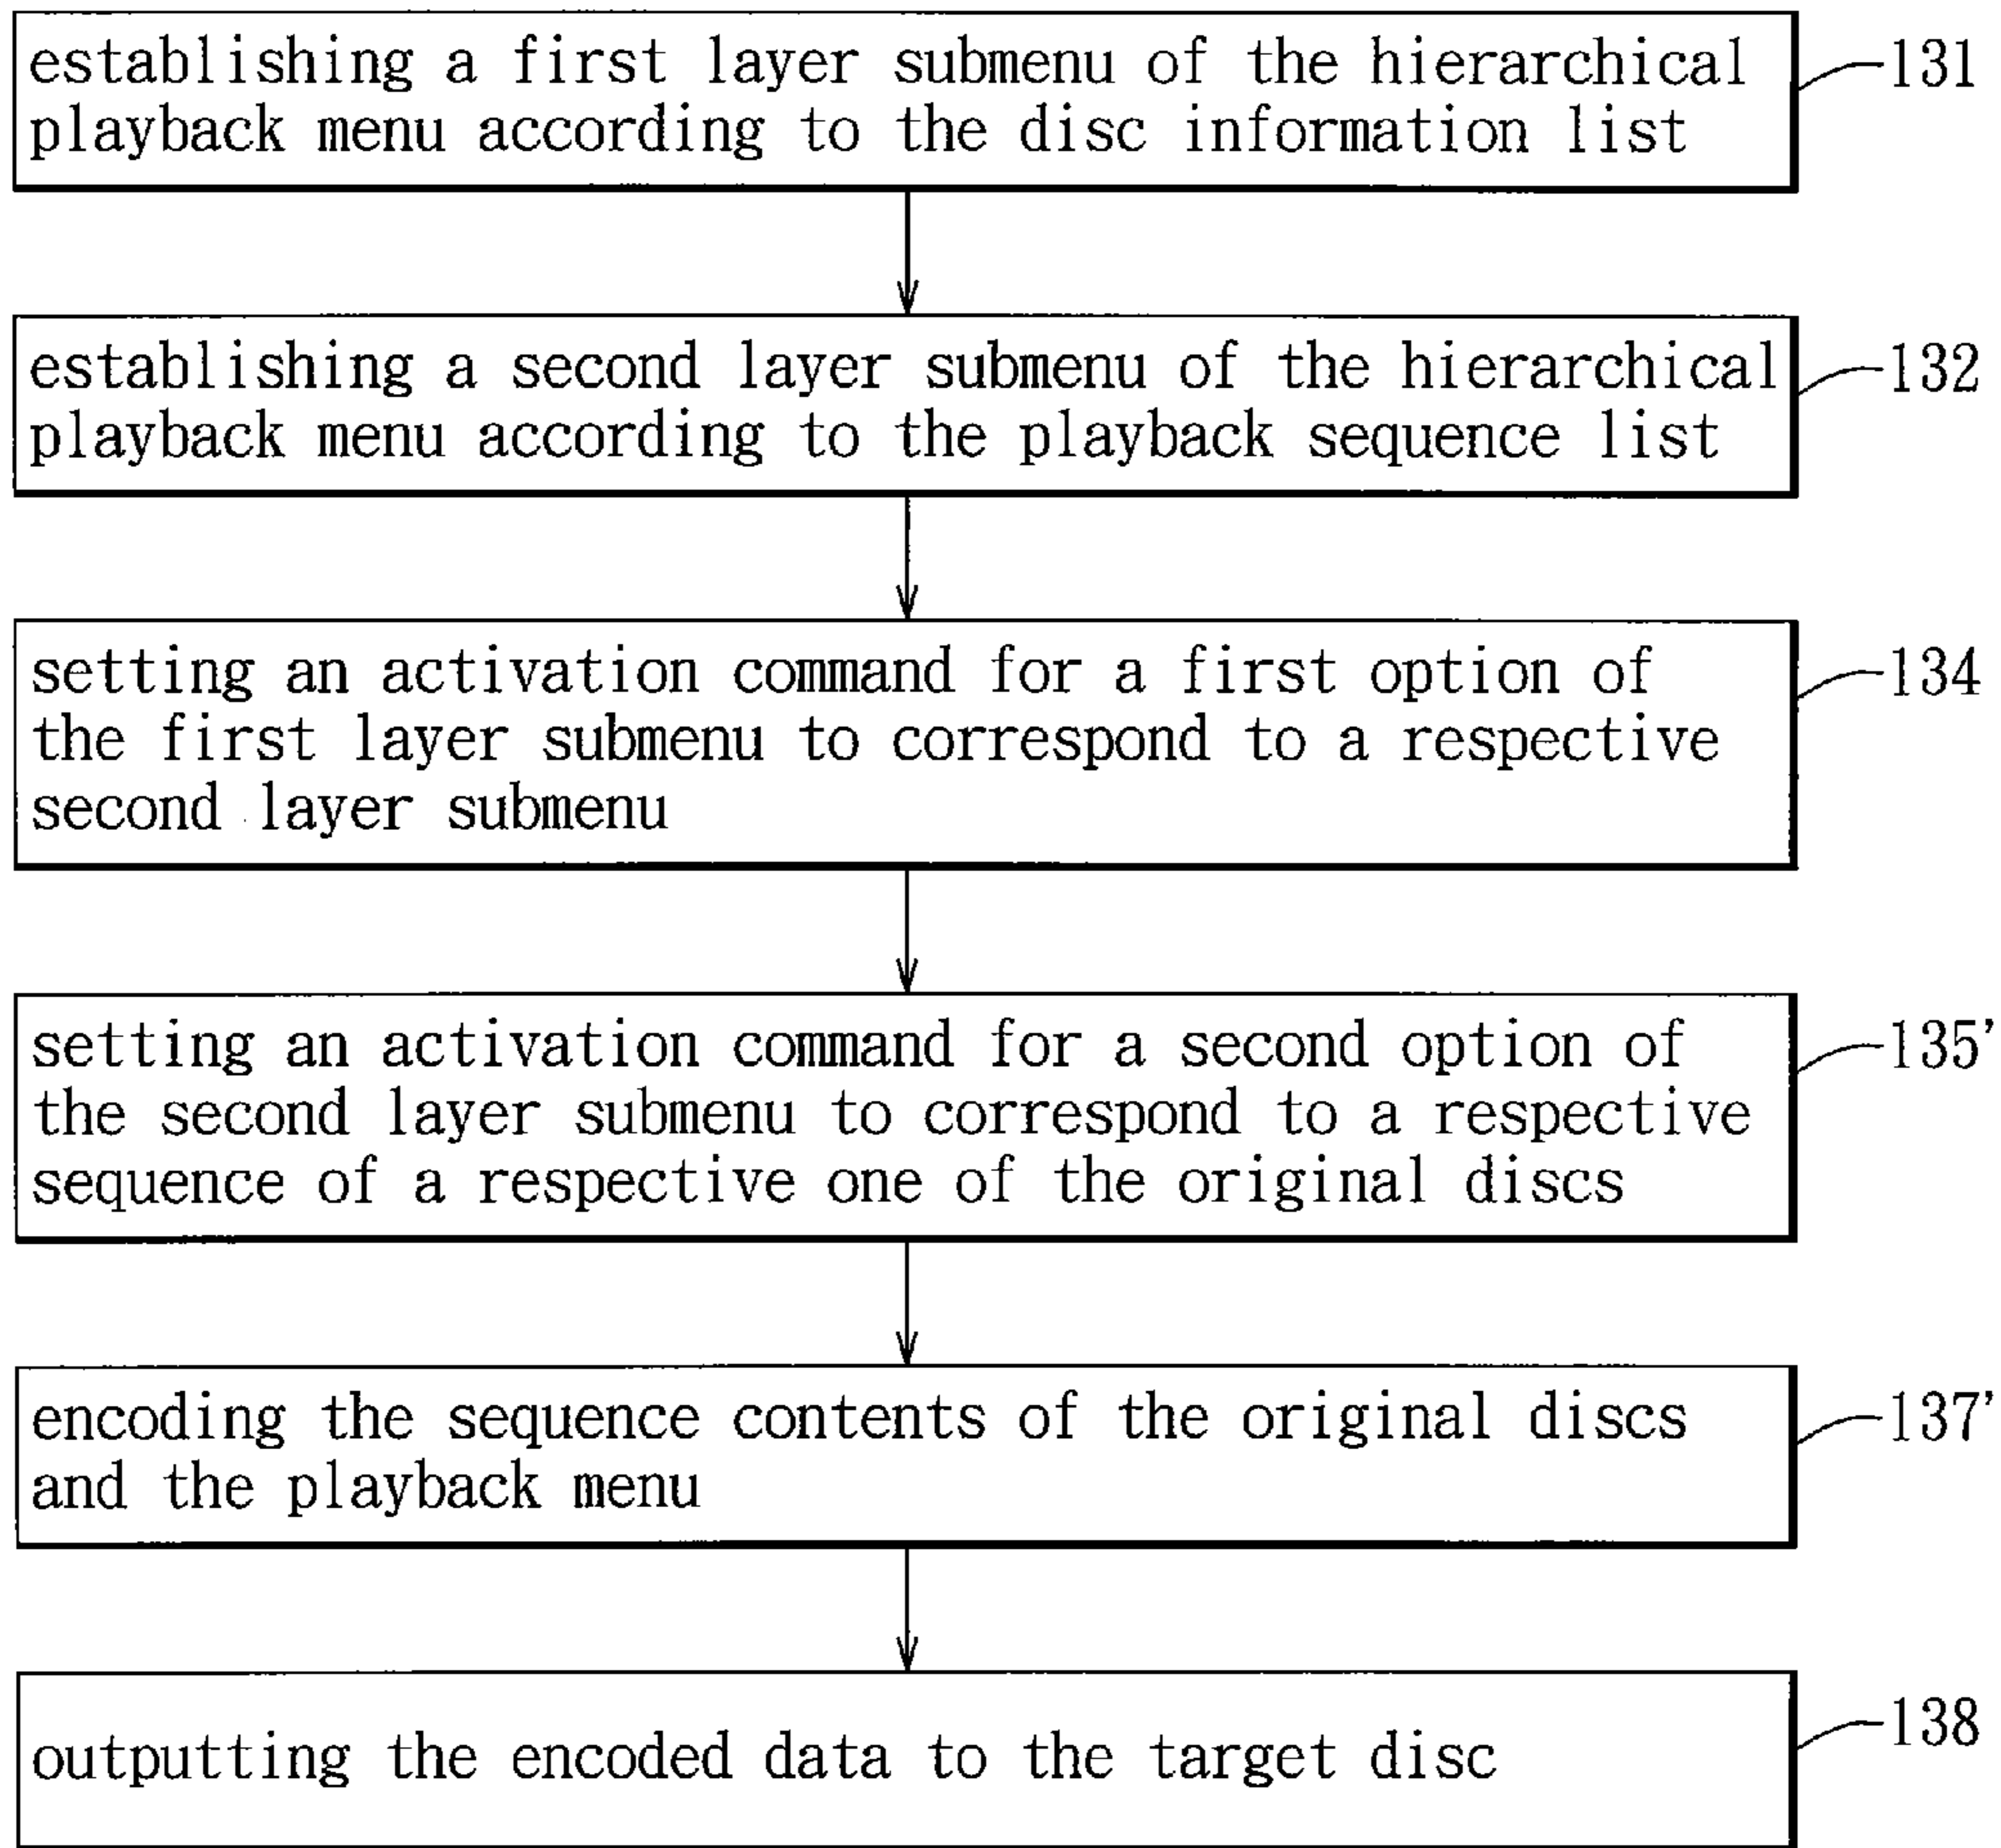 establishing a first layer submenu of the hierarchical
playback menu according to the disc information list
131
establishing a second layer submenu of the hierarchical
playback menu according to the playback sequence list
132
setting an activation command for a first option of
the first layer submenu to correspond to a respective
second layer submenu
134
setting an activation command for a second option of
the second layer submenu to correspond to a respective
sequence of a respective one of the original discs
135'
encoding the sequence contents of the original discs
and the playback menu
137'
outputting the encoded data to the target disc
138